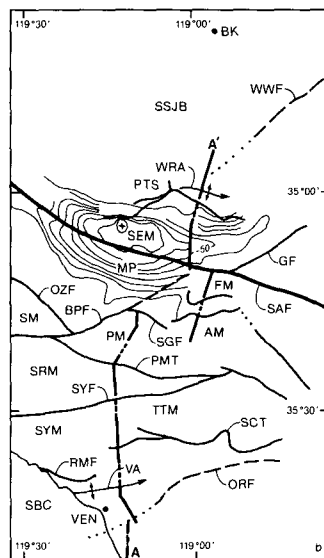 119°30' 119°00'
BK
SSJB
WWF
A'
WRA
PTS
35°00'
SEM
50
MP
GF
OZF
FM
BPF
SAF
SM
PM
SGF
AM
SRM
PMT
SYF
TTM
SYM
SCT
35°30'
RMF
VA
SBC
ORF
VEN
119°30' A 119°00' b